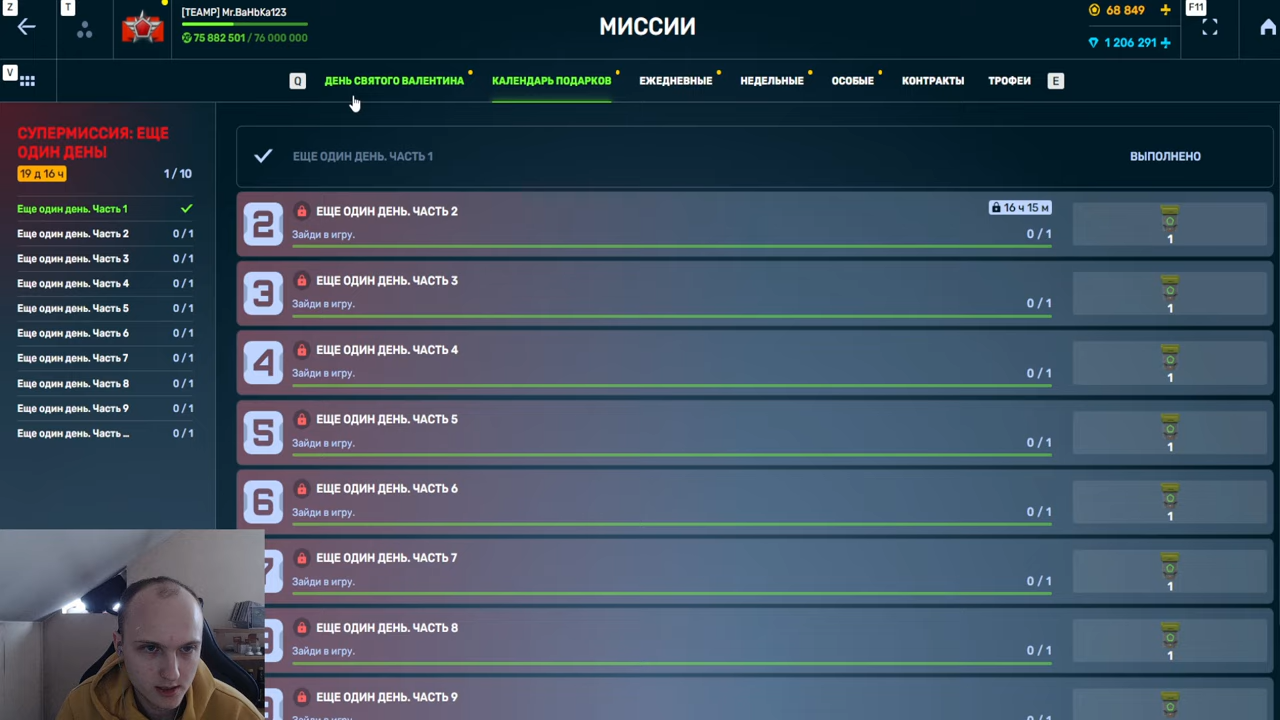 Z
T
[TEAMP] Mr.BaHbKa123
75 882 501 / 76 000 000
МИССИИ
68 849
1 206 291
F11
V
Q
ДЕНЬ СВЯТОГО ВАЛЕНТИНА
КАЛЕНДАРЬ ПОДАРКОВ
ЕЖЕДНЕВНЫЕ
НЕДЕЛЬНЫЕ
ОСОБЫЕ
КОНТРАКТЫ
ТРОФЕИ
E
СУПЕРМИССИЯ: ЕЩЕ
ОДИН ДЕНЬ!
19 д 16 ч 1/10
Еще один день. Часть 1
Еще один день. Часть 2 0/1
Еще один день. Часть 3 0/1
Еще один день. Часть 4 0/1
Еще один день. Часть 5 0/1
Еще один день. Часть 6 0/1
Еще один день. Часть 7 0/1
Еще один день. Часть 8 0/1
Еще один день. Часть 9 0/1
Еще один день. Часть ... 0/1
ЕЩЕ ОДИН ДЕНЬ. ЧАСТЬ 1 ВЫПОЛНЕНО
2 ЕЩЕ ОДИН ДЕНЬ. ЧАСТЬ 2 16 ч 15 м
Зайди в игру. 0 / 1 1
3 ЕЩЕ ОДИН ДЕНЬ. ЧАСТЬ 3
Зайди в игру. 0 / 1 1
4 ЕЩЕ ОДИН ДЕНЬ. ЧАСТЬ 4
Зайди в игру. 0 / 1 1
5 ЕЩЕ ОДИН ДЕНЬ. ЧАСТЬ 5
Зайди в игру. 0 / 1 1
6 ЕЩЕ ОДИН ДЕНЬ. ЧАСТЬ 6
Зайди в игру. 0 / 1 1
7 ЕЩЕ ОДИН ДЕНЬ. ЧАСТЬ 7
Зайди в игру. 0 / 1 1
8 ЕЩЕ ОДИН ДЕНЬ. ЧАСТЬ 8
Зайди в игру. 0 / 1 1
ЕЩЕ ОДИН ДЕНЬ. ЧАСТЬ 9